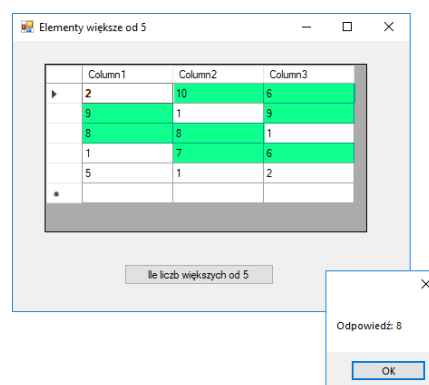 Elementy większe od 5
Column1 Column2 Column3
2 10 6
9 1 9
8 8 1
1 7 6
5 1 2
Ile liczb większych od 5
Odpowiedź: 8
OK